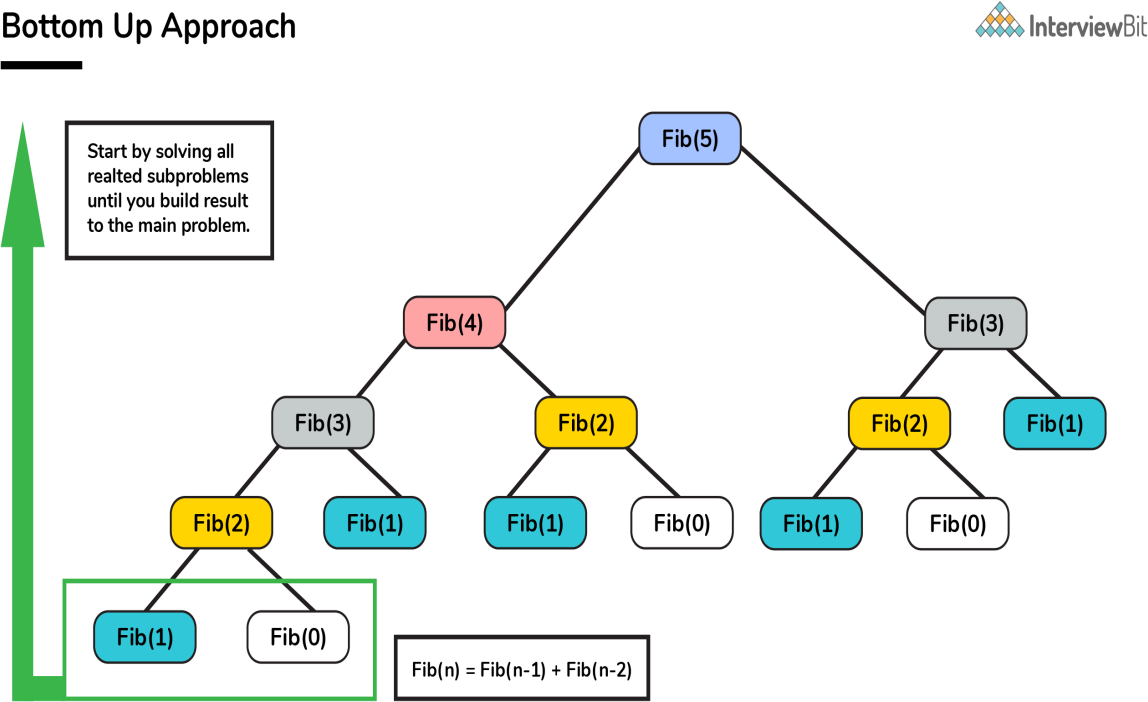 Bottom Up Approach
InterviewBit
Start by solving all
realted subproblems
until you build result
to the main problem.
Fib(5)
Fib(4)
Fib(3)
Fib(3)
Fib(2)
Fib(2)
Fib(1)
Fib(2)
Fib(1)
Fib(1)
Fib(0)
Fib(1)
Fib(0)
Fib(1)
Fib(0)
Fib(n) = Fib(n-1) + Fib(n-2)